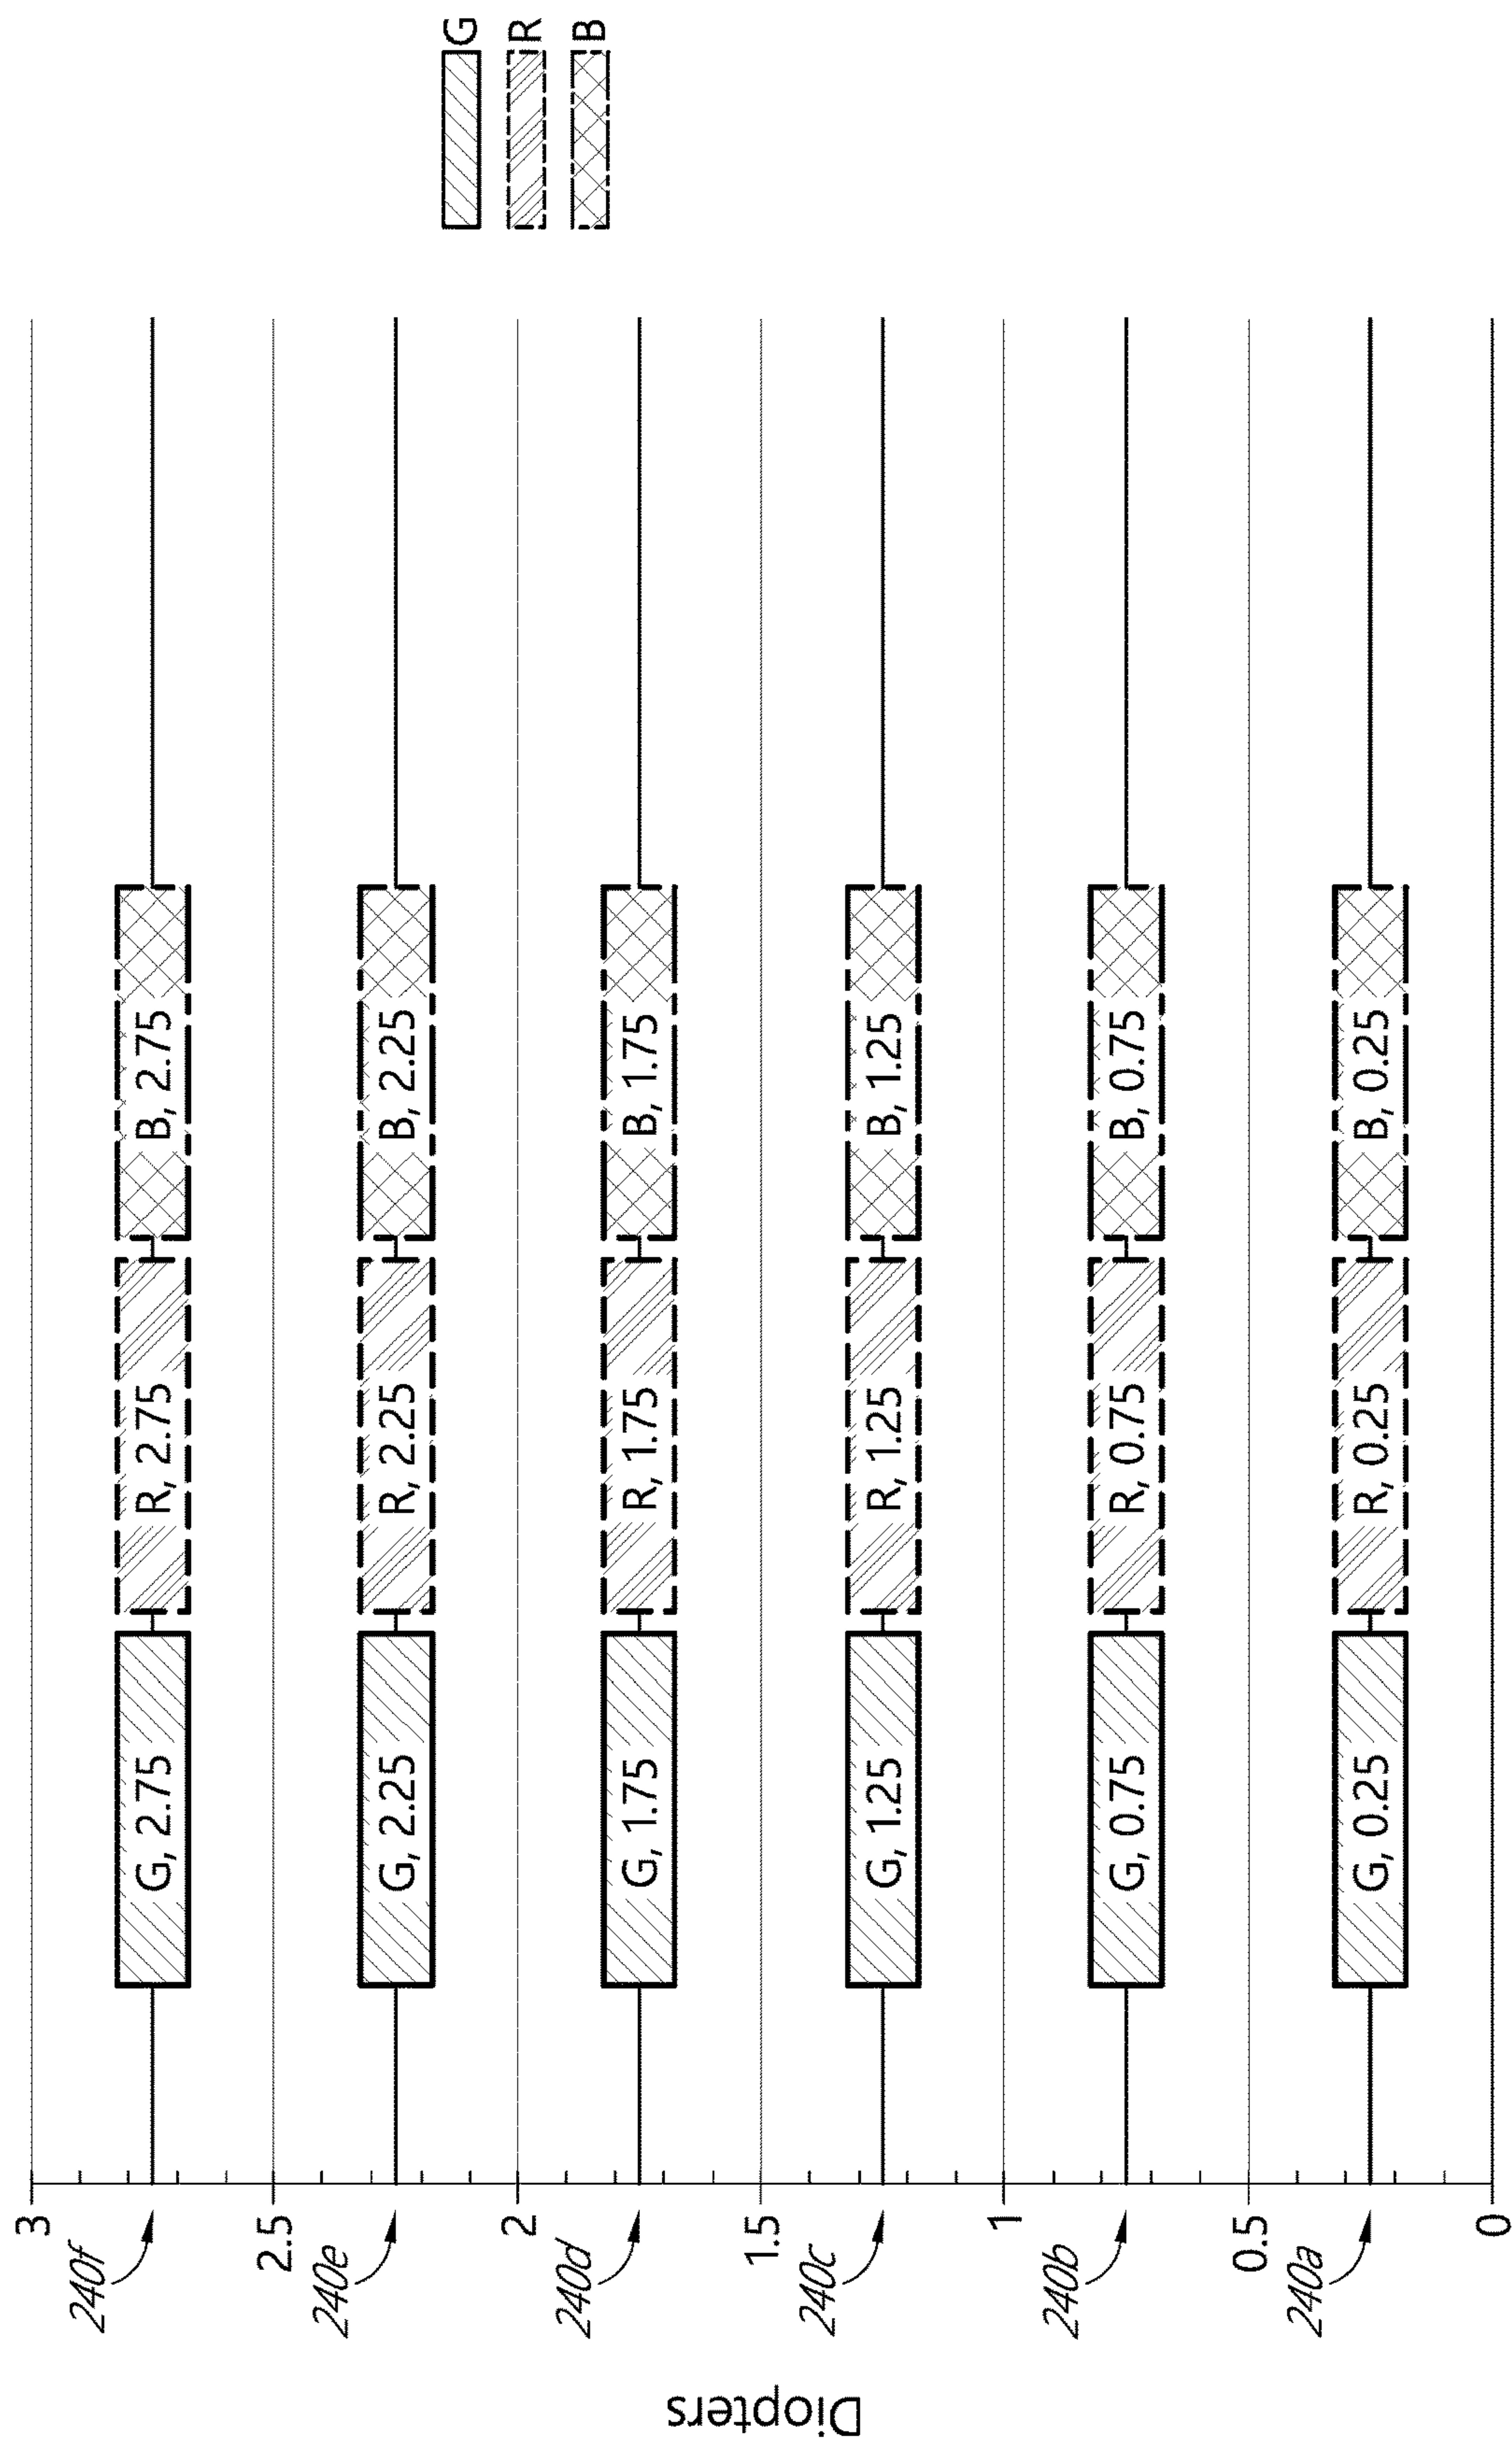 Diopters
3
240f
G, 2.75
R, 2.75
B, 2.75
2.5
240e
G, 2.25
R, 2.25
B, 2.25
2
240d
G, 1.75
R, 1.75
B, 1.75
1.5
240c
G, 1.25
R, 1.25
B, 1.25
1
240b
G, 0.75
R, 0.75
B, 0.75
0.5
240a
G, 0.25
R, 0.25
B, 0.25
0
G
R
B